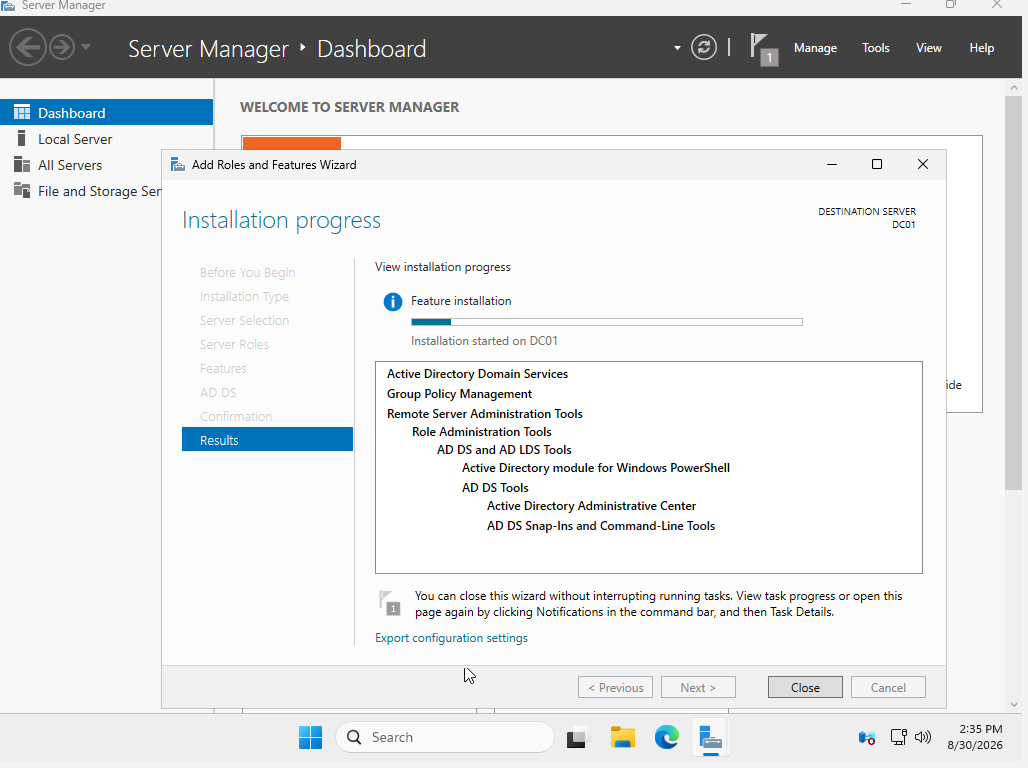 Server Manager
Server Manager ‣ Dashboard
1
Manage
Tools
View
Help
Dashboard
Local Server
All Servers
File and Storage Ser
WELCOME TO SERVER MANAGER
Add Roles and Features Wizard
Installation progress
DESTINATION SERVER
DC01
Before You Begin
Installation Type
Server Selection
Server Roles
Features
AD DS
Confirmation
Results
View installation progress
Feature installation
Installation started on DC01
Active Directory Domain Services
Group Policy Management
Remote Server Administration Tools
Role Administration Tools
AD DS and AD LDS Tools
Active Directory module for Windows PowerShell
AD DS Tools
Active Directory Administrative Center
AD DS Snap-Ins and Command-Line Tools
1
You can close this wizard without interrupting running tasks. View task progress or open this
page again by clicking Notifications in the command bar, and then Task Details.
Export configuration settings
< Previous
Next >
Close
Cancel
ide
Search
2:35 PM
8/30/2026